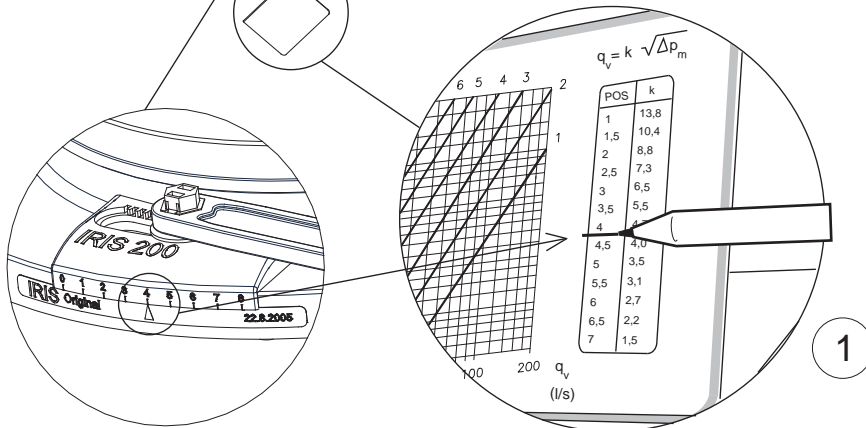 q_v = k √Δp_m
6 5 4 3 2
1
POS k
1 13,8
1,5 10,4
2 8,8
2,5 7,3
3 6,5
3,5 5,5
4
4,5 4,0
5 3,5
5,5 3,1
6 2,7
6,5 2,2
7 1,5
100 200 q_v
(l/s)
IRIS 200
0 1 2 3 4 5 6 7 8
IRIS Original
22.8.2005
1